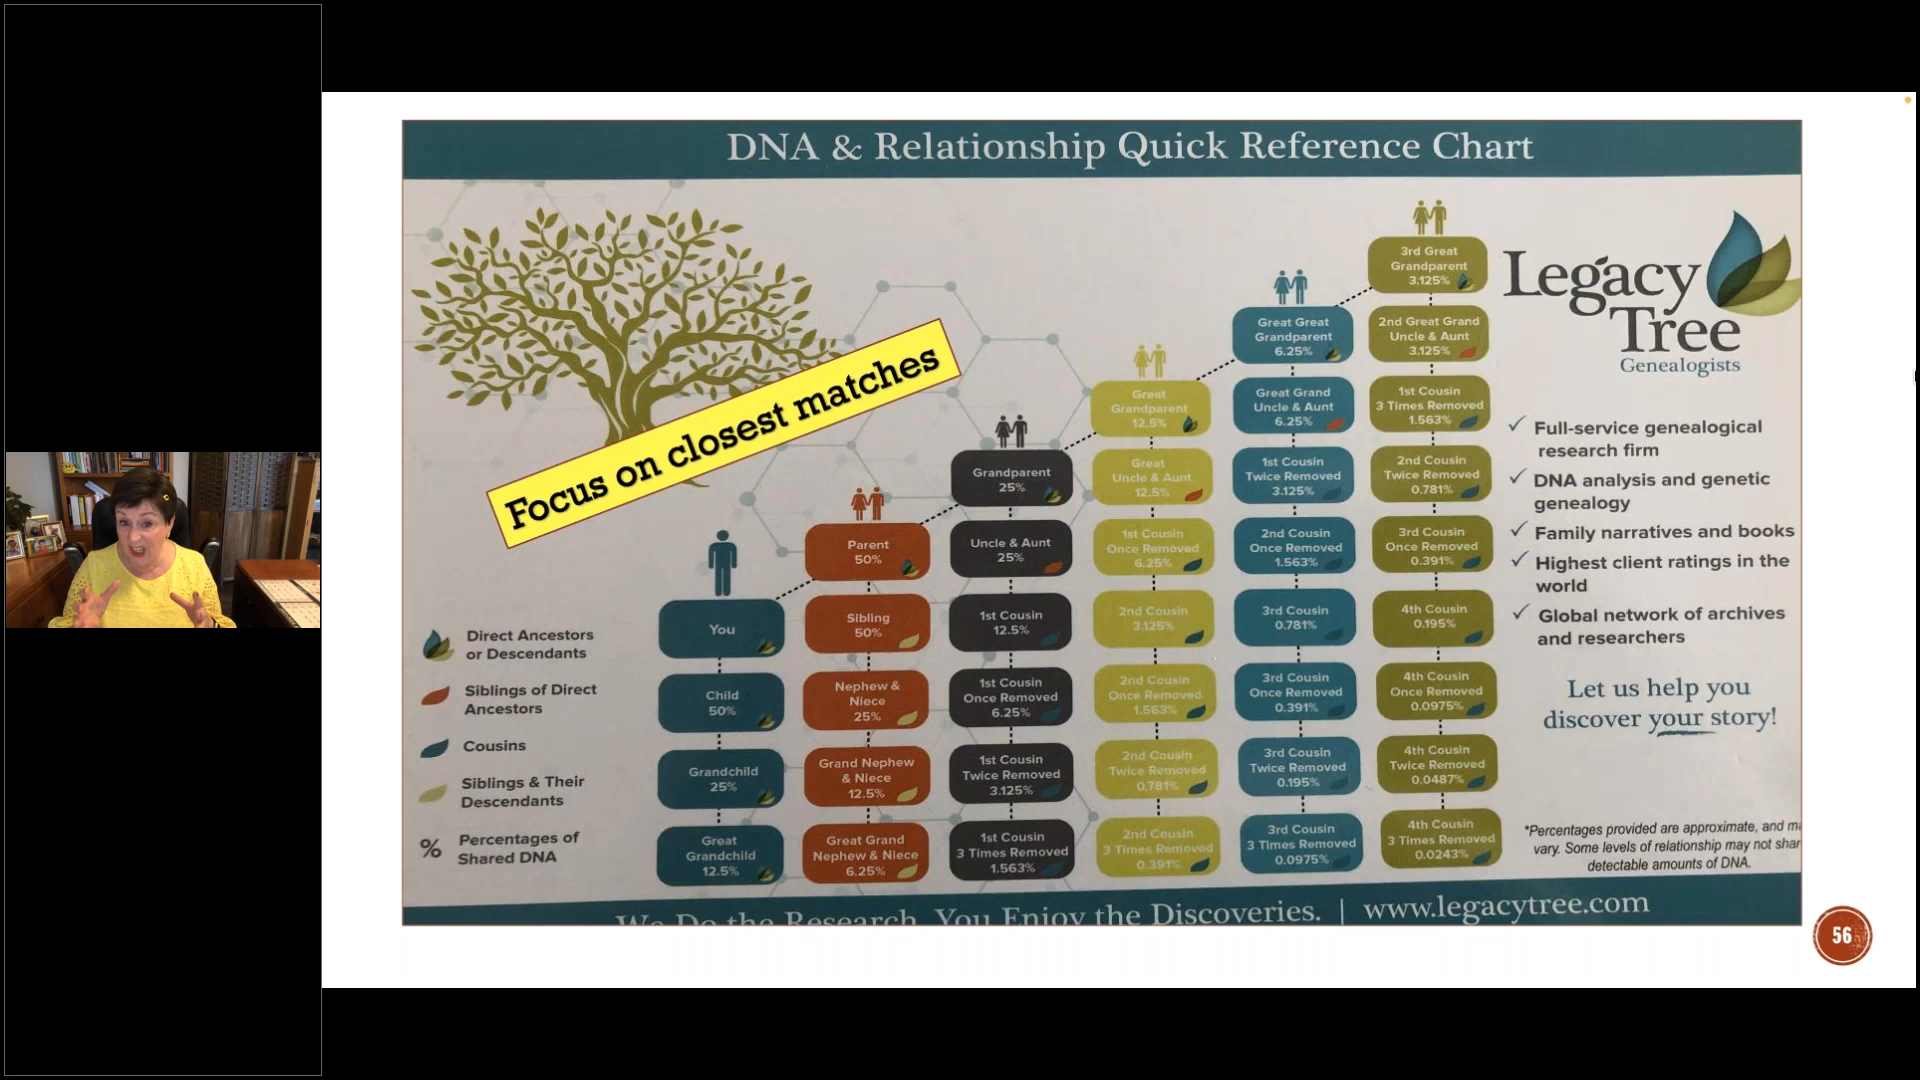 DNA & Relationship Quick Reference Chart
Focus on closest matches
3rd Great
Grandparent
3.125%
2nd Great Grand
Uncle & Aunt
3.125%
1st Cousin
3 Times Removed
1.563%
2nd Cousin
Twice Removed
0.781%
3rd Cousin
Once Removed
0.391%
4th Cousin
0.195%
4th Cousin
Once Removed
0.0975%
4th Cousin
Twice Removed
0.0487%
4th Cousin
3 Times Removed
0.0243%
Great Great
Grandparent
6.25%
Great Grand
Uncle & Aunt
6.25%
1st Cousin
Twice Removed
3.125%
2nd Cousin
Once Removed
1.563%
3rd Cousin
0.781%
3rd Cousin
Once Removed
0.391%
3rd Cousin
Twice Removed
0.195%
3rd Cousin
3 Times Removed
0.0975%
Great
Grandparent
12.5%
Great
Uncle & Aunt
12.5%
1st Cousin
Once Removed
6.25%
2nd Cousin
3.125%
2nd Cousin
Once Removed
1.563%
2nd Cousin
Twice Removed
0.781%
2nd Cousin
3 Times Removed
0.391%
Grandparent
25%
Uncle & Aunt
25%
1st Cousin
12.5%
1st Cousin
Once Removed
6.25%
1st Cousin
Twice Removed
3.125%
1st Cousin
3 Times Removed
1.563%
Parent
50%
Sibling
50%
Nephew &
Niece
25%
Grand Nephew
& Niece
12.5%
Great Grand
Nephew & Niece
6.25%
You
Child
50%
Grandchild
25%
Great
Grandchild
12.5%
Direct Ancestors
or Descendants
Siblings of Direct
Ancestors
Cousins
Siblings & Their
Descendants
% Percentages of
Shared DNA
Legacy
Tree
Genealogists
✓ Full-service genealogical
research firm
✓ DNA analysis and genetic
genealogy
✓ Family narratives and books
✓ Highest client ratings in the
world
✓ Global network of archives
and researchers
Let us help you
discover your story!
*Percentages provided are approximate, and
vary. Some levels of relationship may not
detectable amounts of DNA.
We Do the Research. You Enjoy the Discoveries. | www.legacytree.com
56